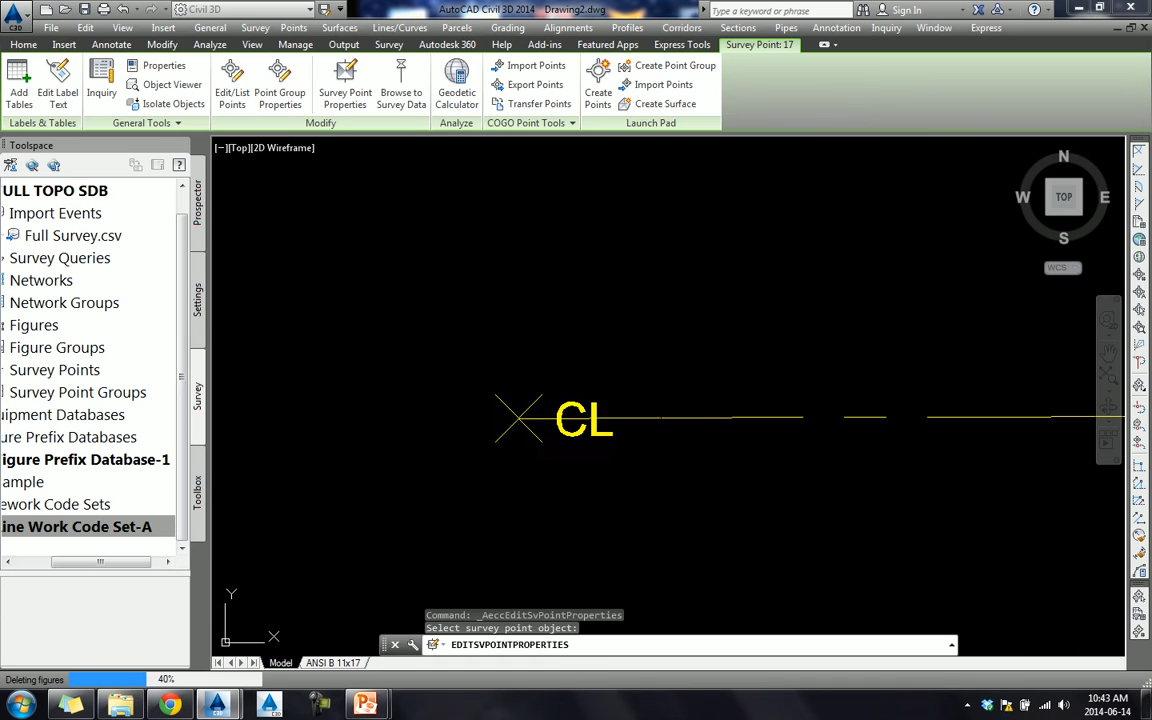 Civil 3D
AutoCAD Civil 3D 2014 Drawing2.dwg
Type a keyword or phrase
Sign In
C3D
File Edit View Insert General Survey Points Surfaces Lines/Curves Parcels Grading Alignments Profiles Corridors Sections Pipes Annotation Inquiry Window Express
Home Insert Annotate Modify Analyze View Manage Output Survey Autodesk 360 Help Add-ins Featured Apps Express Tools Survey Point: 17
Add Tables
Edit Label Text
Labels & Tables
Inquiry
Properties
Object Viewer
Isolate Objects
General Tools
Edit/List Points
Point Group Properties
Survey Point Properties
Browse to Survey Data
Modify
Geodetic Calculator
Analyze
Import Points
Export Points
Transfer Points
COGO Point Tools
Create Points
Create Point Group
Import Points
Create Surface
Launch Pad
Toolspace
ULL TOPO SDB
Import Events
Full Survey.csv
Survey Queries
Networks
Network Groups
Figures
Figure Groups
Survey Points
Survey Point Groups
uipment Databases
ure Prefix Databases
igure Prefix Database-1
ample
ework Code Sets
ine Work Code Set-A
Prospector
Settings
Survey
Toolbox
[−][Top][2D Wireframe]
N
W TOP E
S
WCS
CL
Y
X
Command: _AeccEditSvPointProperties
Select survey point object:
EDITSVPOINTPROPERTIES
Model ANSI B 11x17
Deleting figures 40%
10:43 AM
2014-06-14